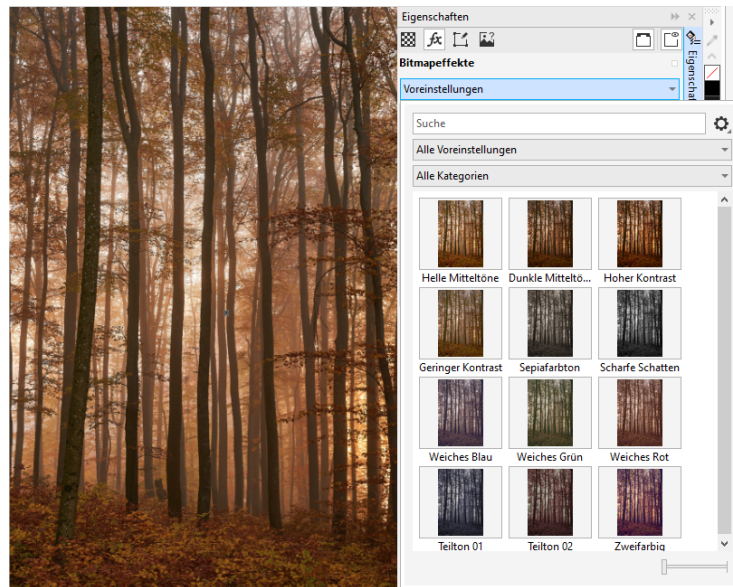 Eigenschaften
fx
Bitmapeffekte
Voreinstellungen
Eigenschaf
Suche
Alle Voreinstellungen
Alle Kategorien
Helle Mitteltöne Dunkle Mitteltö... Hoher Kontrast
Geringer Kontrast Sepiafarbton Scharfe Schatten
Weiches Blau Weiches Grün Weiches Rot
Teilton 01 Teilton 02 Zweifarbig